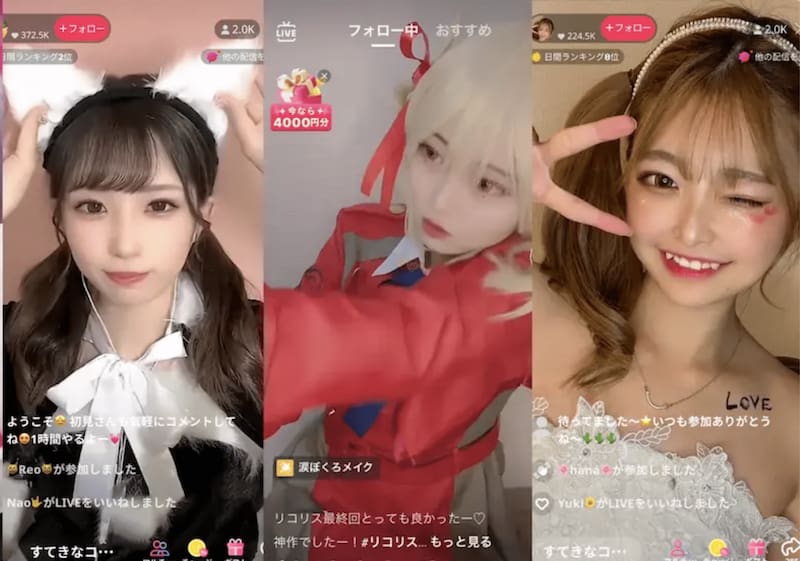 372.5K
+フォロー
2.0K
日間ランキング2位
他の配信を
ようこそ🤩 初見さんも気軽にコメントして
ね😍1時間やるよー💗
Reoが参加しました
NaoがLIVEをいいねしました
すてきなコ…
LIVE
フォロー中
おすすめ
今なら
4000円分
涙ぼくろメイク
リコリス最終回とっても良かったー♡
神作でしたー！#リコリス… もっと見る
224.5K
+フォロー
2.0K
日間ランキング8位
他の配信を
LOVE
待ってました〜⭐いつも参加ありがとう
ね〜
himaが参加しました
YukiがLIVEをいいねしました
すてきなコ…